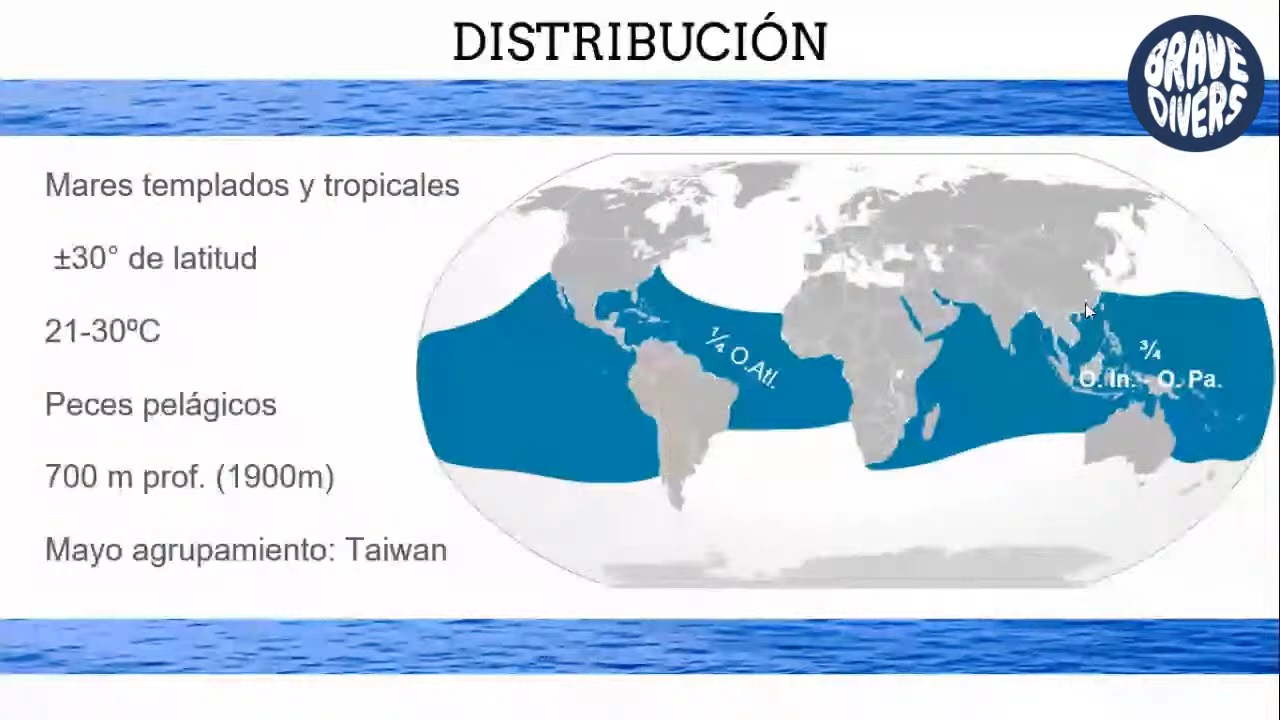 DISTRIBUCIÓN
BRAVE
DIVERS
Mares templados y tropicales
±30° de latitud
21-30ºC
Peces pelágicos
700 m prof. (1900m)
Mayo agrupamiento: Taiwan
¼ O.Atl.
¾
O. In. - O. Pa.